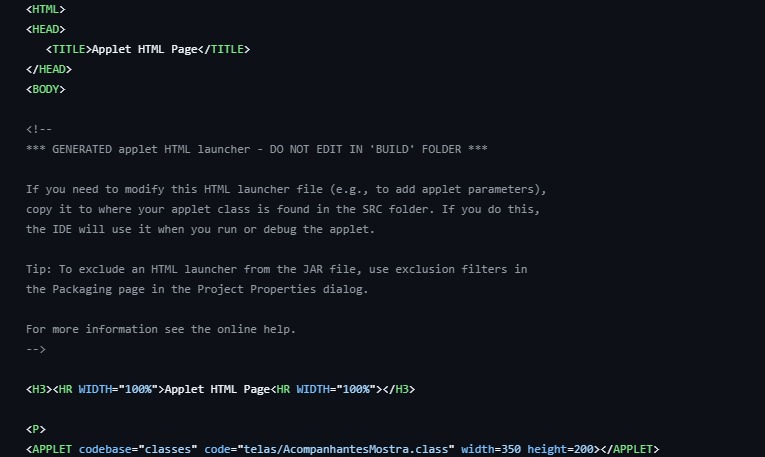 <HTML>
<HEAD>
<TITLE>Applet HTML Page</TITLE>
</HEAD>
<BODY>
<!--
*** GENERATED applet HTML launcher - DO NOT EDIT IN 'BUILD' FOLDER ***
If you need to modify this HTML launcher file (e.g., to add applet parameters),
copy it to where your applet class is found in the SRC folder. If you do this,
the IDE will use it when you run or debug the applet.
Tip: To exclude an HTML launcher from the JAR file, use exclusion filters in
the Packaging page in the Project Properties dialog.
For more information see the online help.
-->
<H3><HR WIDTH="100%">Applet HTML Page<HR WIDTH="100%"></H3>
<P>
<APPLET codebase="classes" code="telas/AcompanhantesMostra.class" width=350 height=200></APPLET>